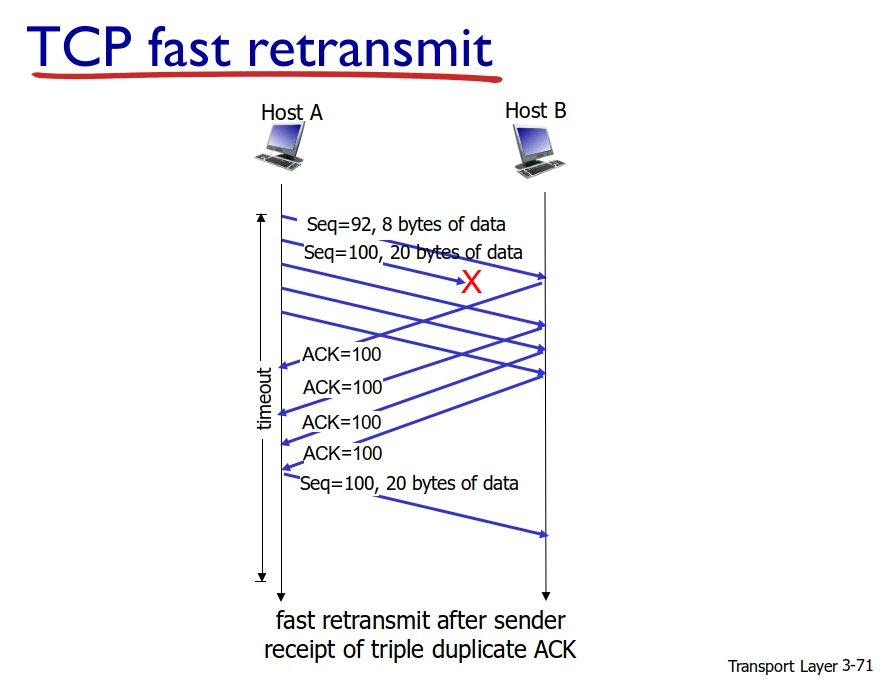 TCP fast retransmit
Host A
Host B
Seq=92, 8 bytes of data
Seq=100, 20 bytes of data
X
ACK=100
timeout
ACK=100
ACK=100
ACK=100
Seq=100, 20 bytes of data
fast retransmit after sender
receipt of triple duplicate ACK
Transport Layer 3-71